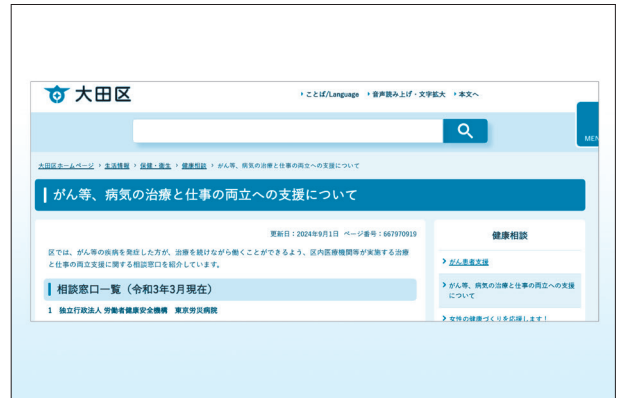 大田区
ことば/Language 音声読み上げ・文字拡大 本文へ
MEN
大田区ホームページ › 生活情報 › 保健・衛生 › 健康相談 › がん等、病気の治療と仕事の両立への支援について
がん等、病気の治療と仕事の両立への支援について
更新日：2024年9月1日 ページ番号：667970919
区では、がん等の疾病を発症した方が、治療を続けながら働くことができるよう、区内医療機関等が実施する治療
と仕事の両立支援に関する相談窓口を紹介しています。
相談窓口一覧（令和3年3月現在）
1 独立行政法人 労働者健康安全機構 東京労災病院
健康相談
がん患者支援
がん等、病気の治療と仕事の両立への支援
について
女性の健康づくりを応援します！